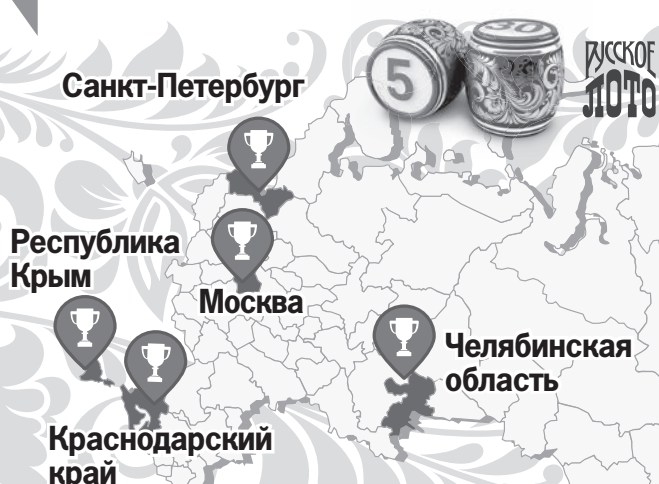 30
5
РУССКОЕ
ЛОТО
Санкт-Петербург
Республика
Крым
Москва
Челябинская
область
Краснодарский
край